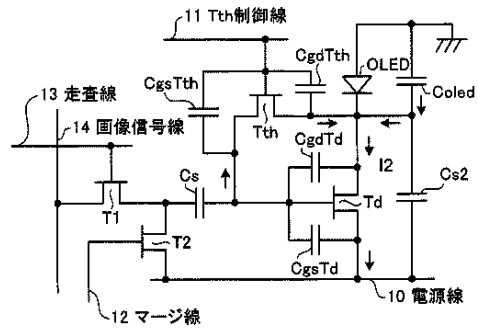 11 Tth制御線
CgdTth
CgsTth
OLED
13 走査線
14 画像信号線
Coled
Tth
CgdTd
I2
Cs
Cs2
T1
T2
Td
CgsTd
10 電源線
12 マージ線